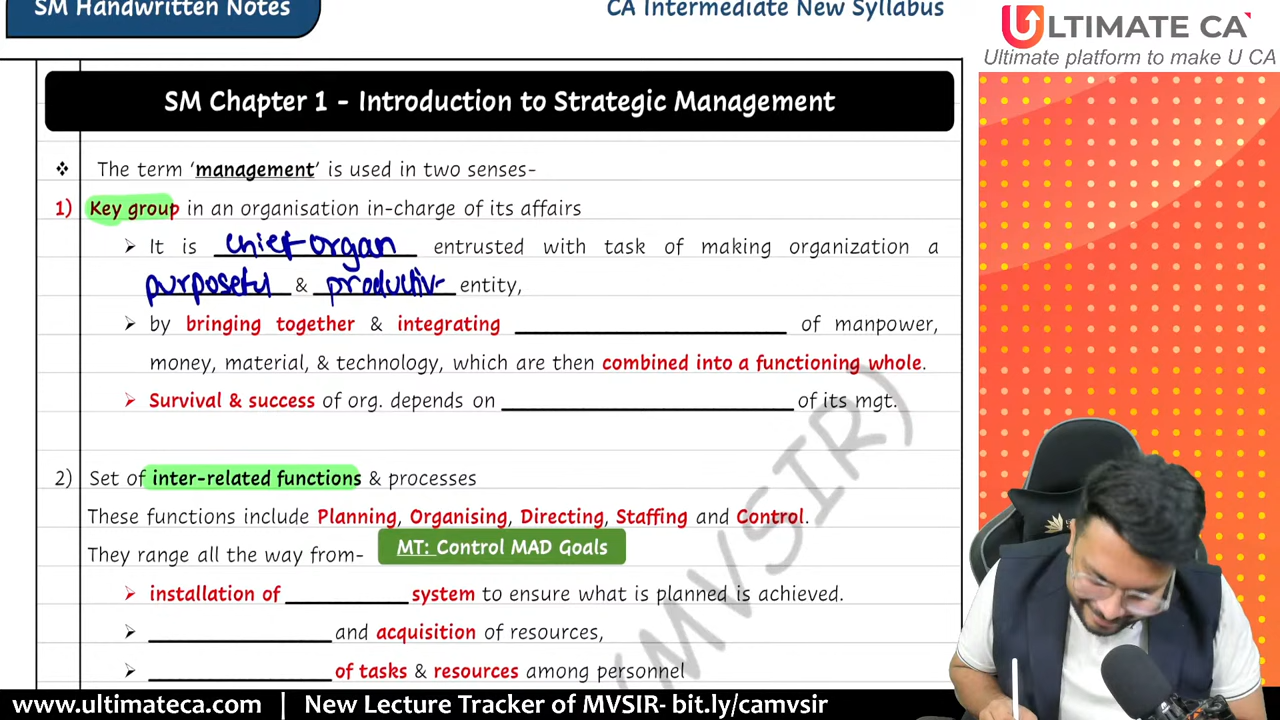 SM Handwritten Notes
CA Intermediate New Syllabus
ULTIMATE CA
Ultimate platform to make U CA
SM Chapter 1 - Introduction to Strategic Management
❖ The term ‘management’ is used in two senses-
1) Key group in an organisation in-charge of its affairs
➢ It is chief organ entrusted with task of making organization a
purposeful & productiv entity,
➢ by bringing together & integrating ____________ of manpower,
money, material, & technology, which are then combined into a functioning whole.
➢ Survival & success of org. depends on ____________ of its mgt.
2) Set of inter-related functions & processes
These functions include Planning, Organising, Directing, Staffing and Control.
They range all the way from-
MT: Control MAD Goals
➢ installation of ____________ system to ensure what is planned is achieved.
➢ ____________ and acquisition of resources,
➢ ____________ of tasks & resources among personnel
(MVSIR)
www.ultimateca.com | New Lecture Tracker of MVSIR- bit.ly/camvsir